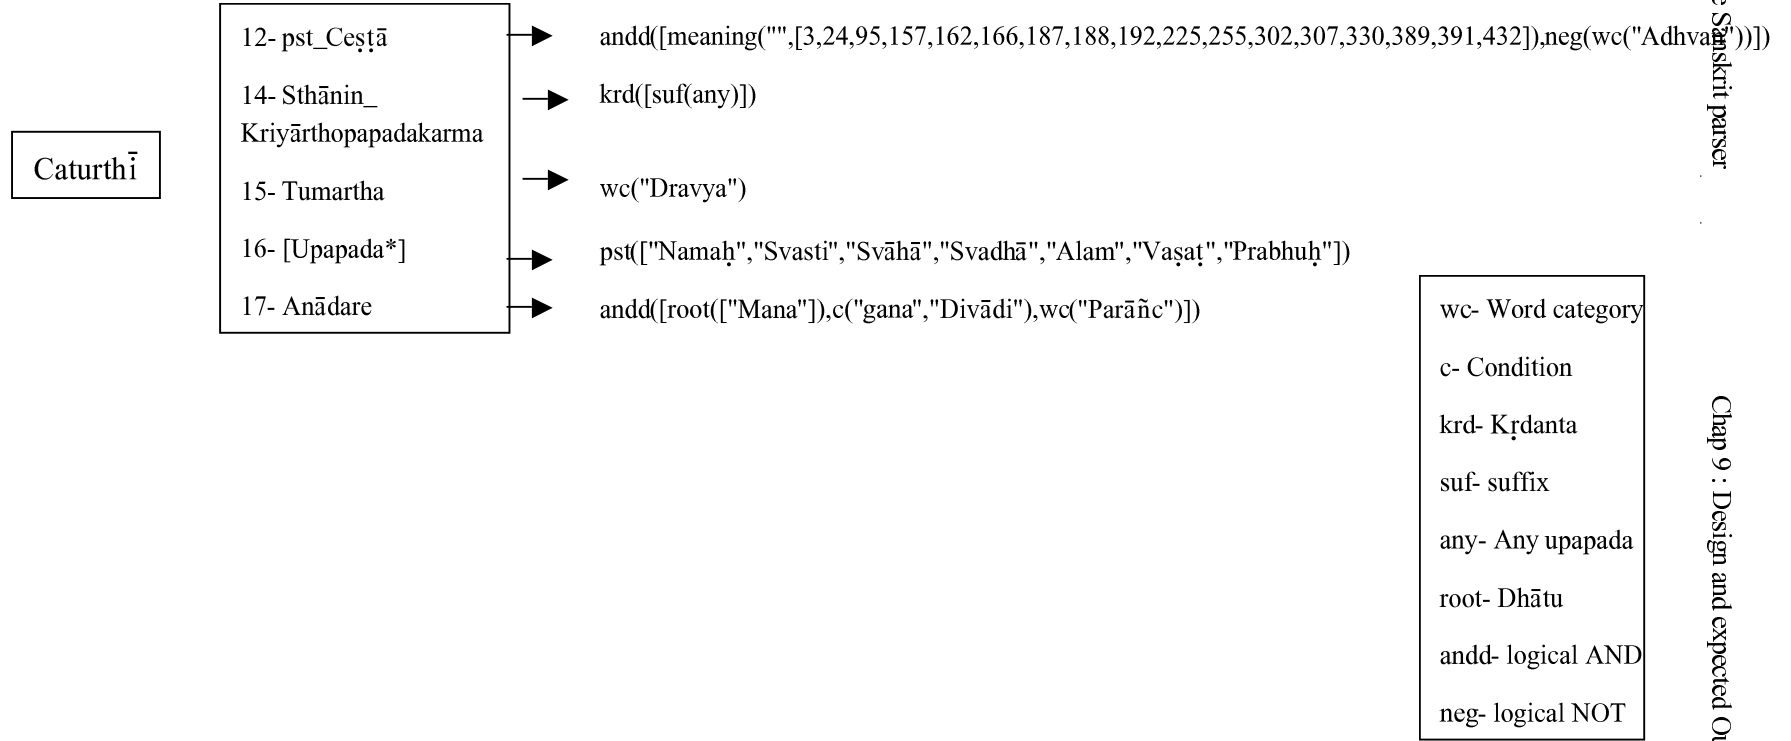 12- pst_Ceṣṭā
andd([meaning("",[3,24,95,157,162,166,187,188,192,225,255,302,307,330,389,391,432]),neg(wc("Adhvan"))])
14- Sthānin_
Kriyārthopapadakarma
krd([suf(any)])
Caturthī
15- Tumartha
wc("Dravya")
16- [Upapada*]
pst(["Namaḥ","Svasti","Svāhā","Svadhā","Alam","Vaṣaṭ","Prabhuḥ"])
17- Anādare
andd([root(["Mana"]),c("gana","Divādi"),wc("Parāñc")])
wc- Word category
c- Condition
krd- Kṛdanta
suf- suffix
any- Any upapada
root- Dhātu
andd- logical AND
neg- logical NOT
Sanskrit parser
Chap 9 : Design and expected